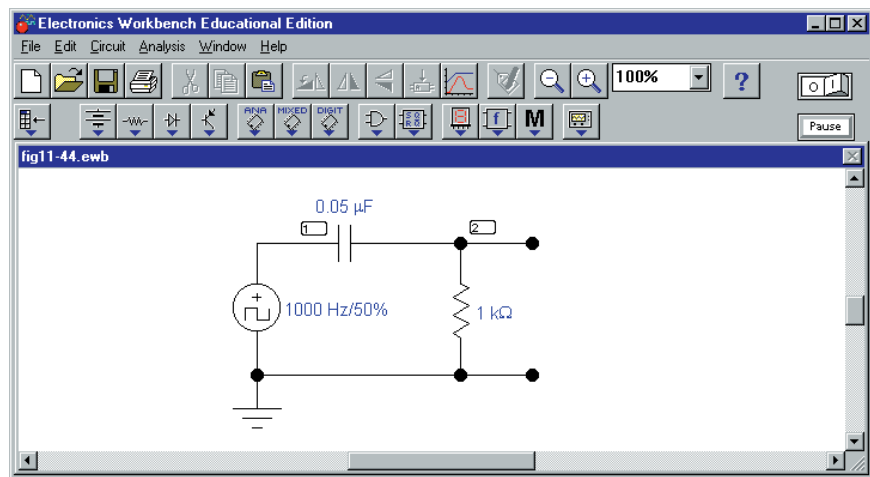 Electronics Workbench Educational Edition
File Edit Circuit Analysis Window Help
100% ?
O I
ANA MIXED DIGIT
M
Pause
fig11-44.ewb
0.05 µF
1
2
1000 Hz/50%
1 kΩ